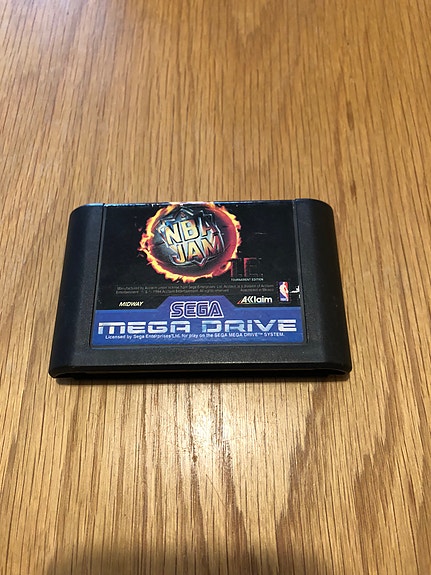 NBA
JAM
T.E.
TOURNAMENT EDITION
MIDWAY
AKklaim
SEGA
MEGA DRIVE
Licensed by Sega Enterprises Ltd. for play on the SEGA MEGA DRIVE™ SYSTEM.